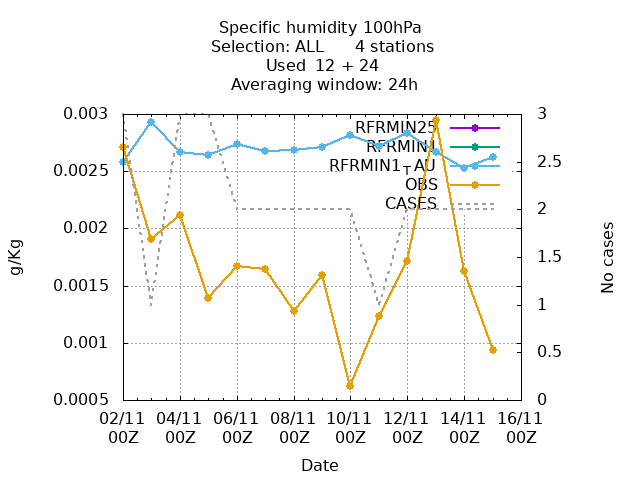 Specific humidity 100hPa
Selection: ALL 4 stations
Used 12 + 24
Averaging window: 24h
0.003
0.0025
0.002
0.0015
0.001
0.0005
g/Kg
3
2.5
2
1.5
1
0.5
0
No cases
RFRMIN25
RFRMIN1
RFRMIN1_AU
OBS
CASES
02/11 04/11 06/11 08/11 10/11 12/11 14/11 16/11
00Z 00Z 00Z 00Z 00Z 00Z 00Z 00Z
Date